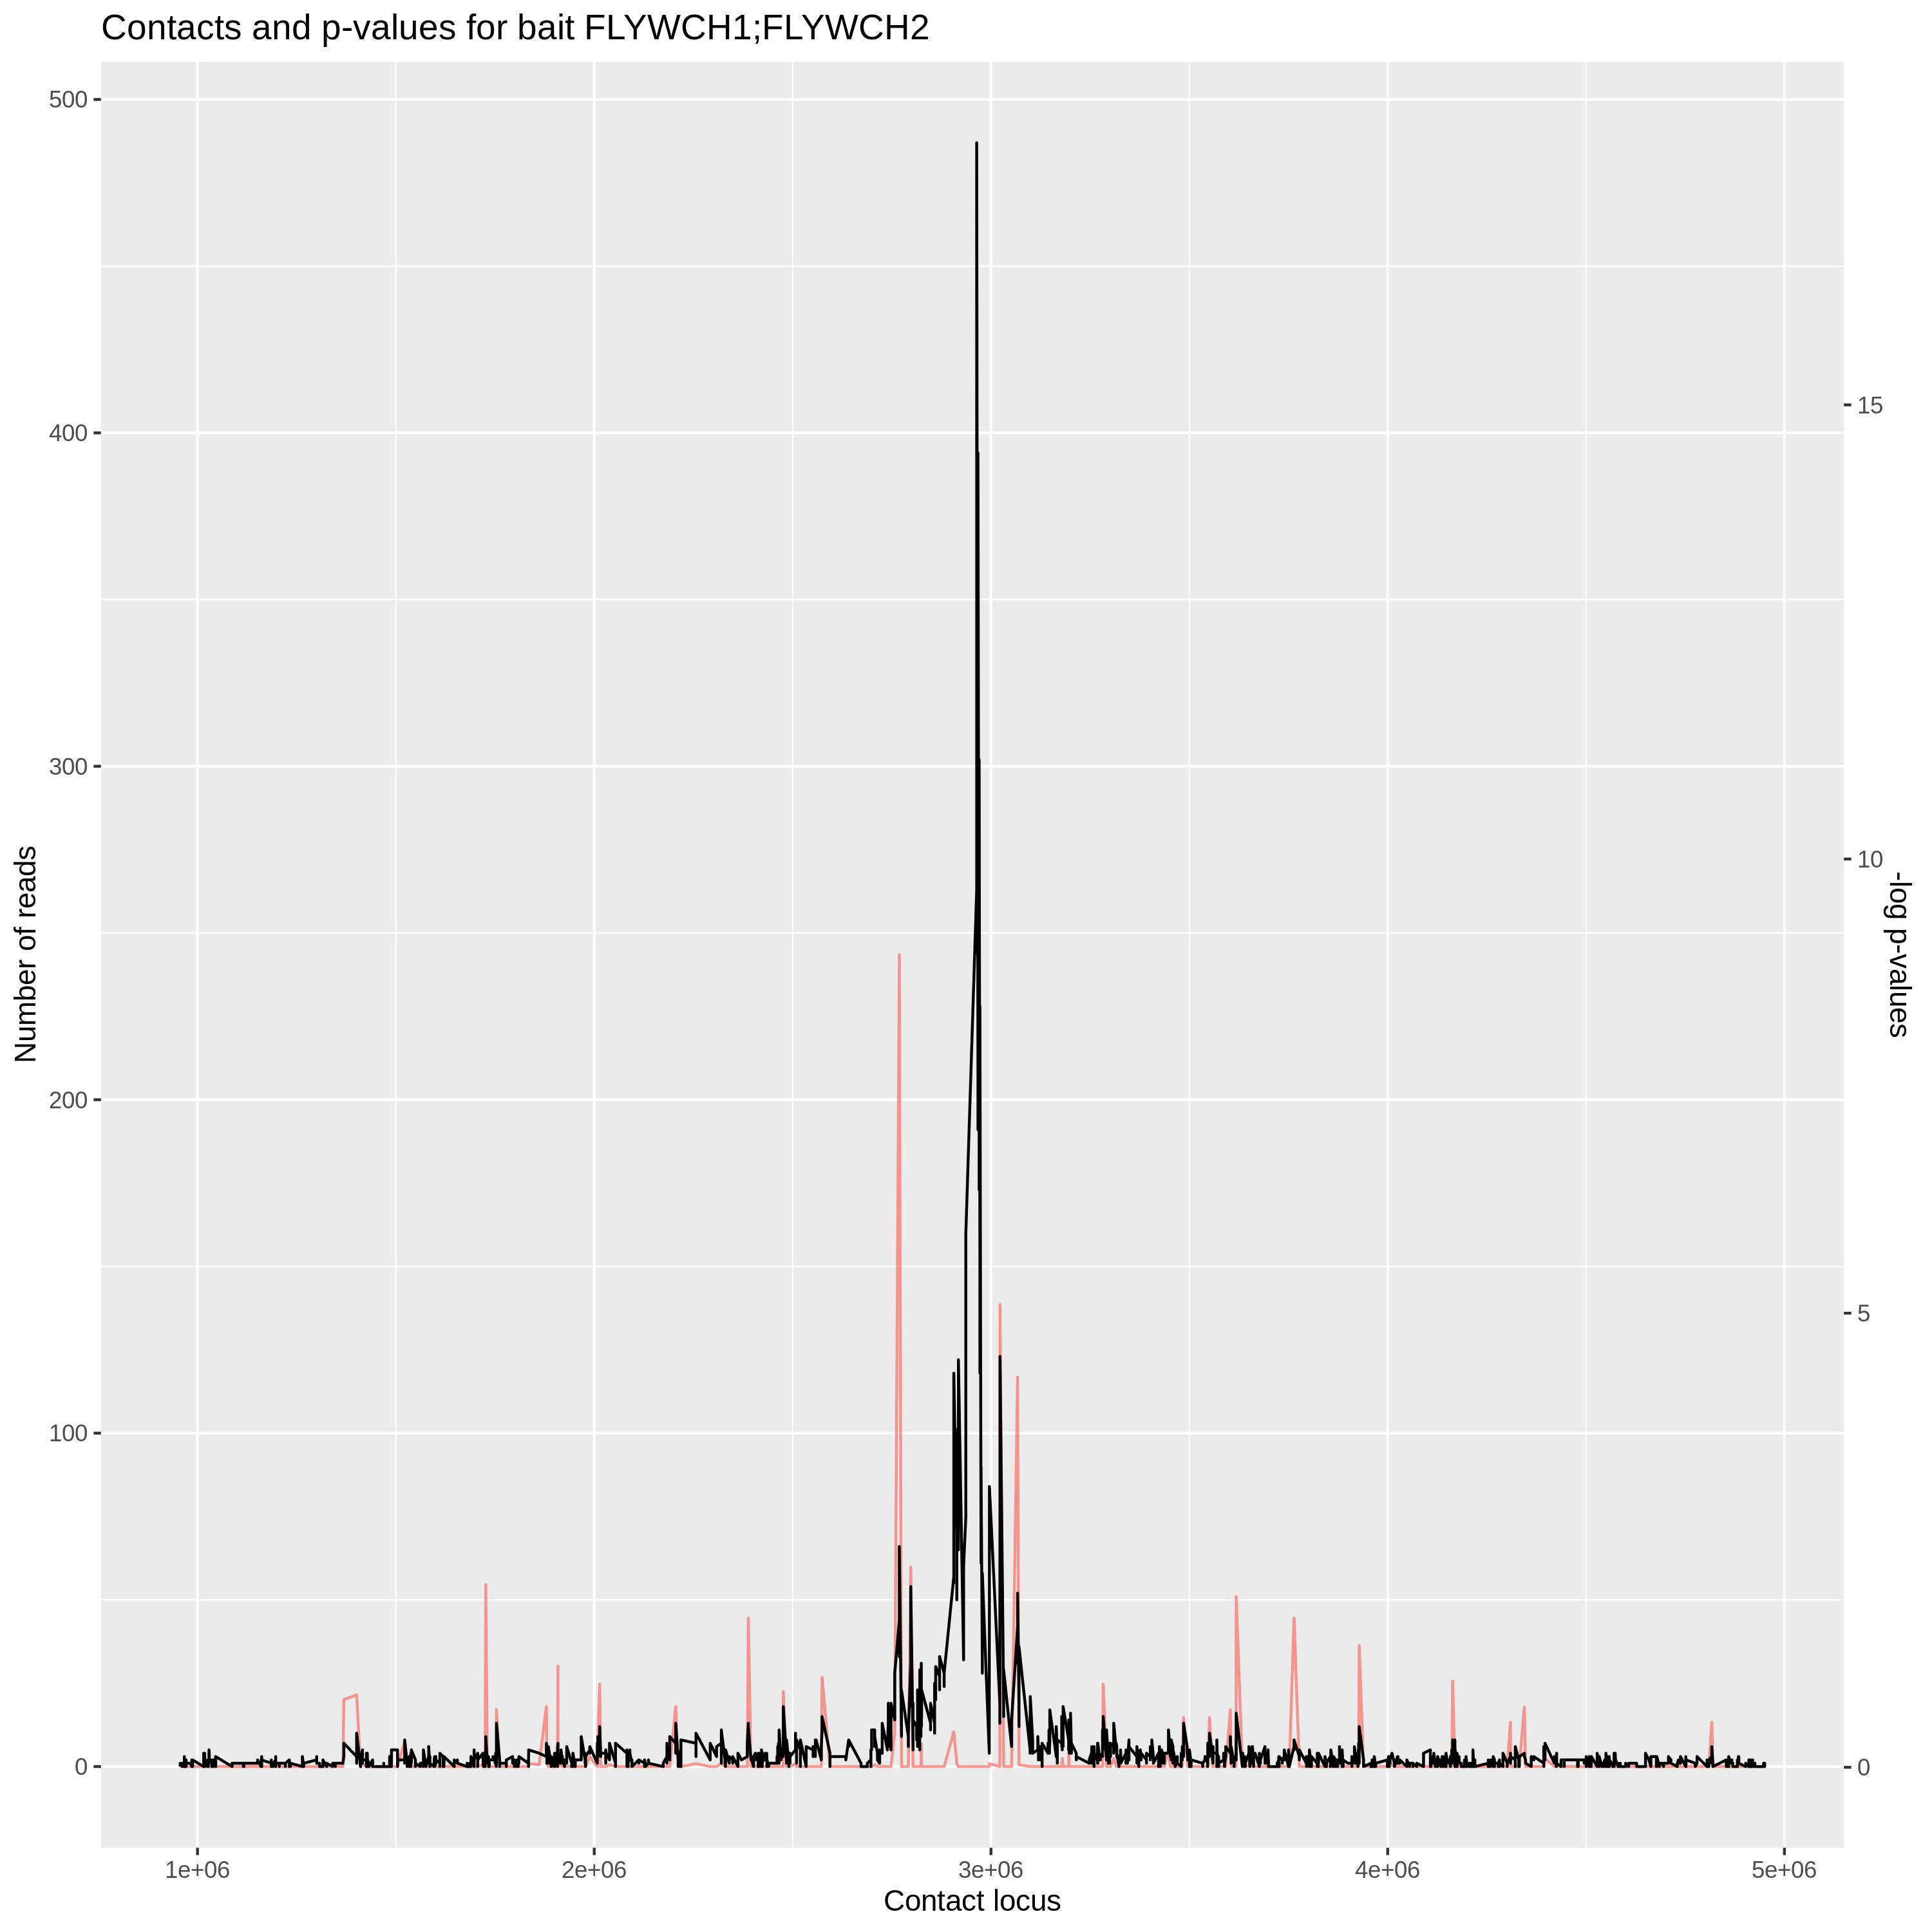 Contacts and p-values for bait FLYWCH1;FLYWCH2
500
400
300
200
100
0
Number of reads
15
10
5
0
-log p-values
1e+06
2e+06
3e+06
4e+06
5e+06
Contact locus